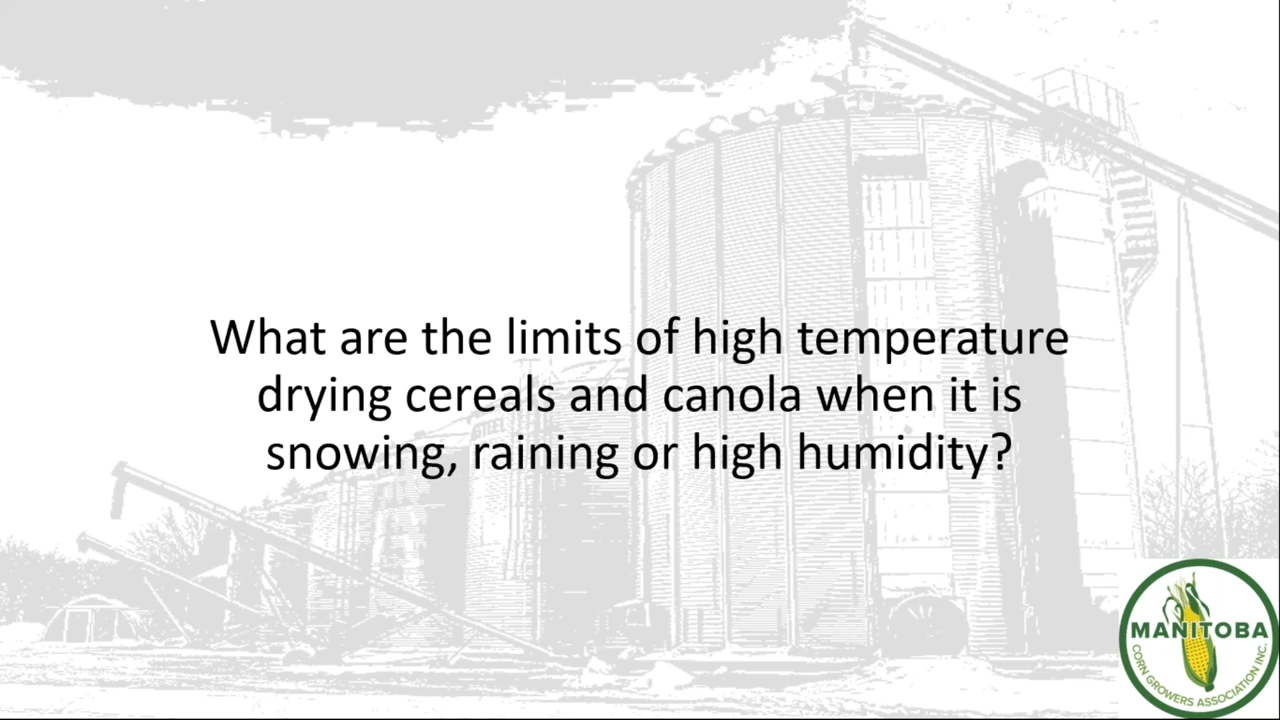 What are the limits of high temperature
drying cereals and canola when it is
snowing, raining or high humidity?
MANITOBA
CORN GROWERS ASSOCIATION INC.